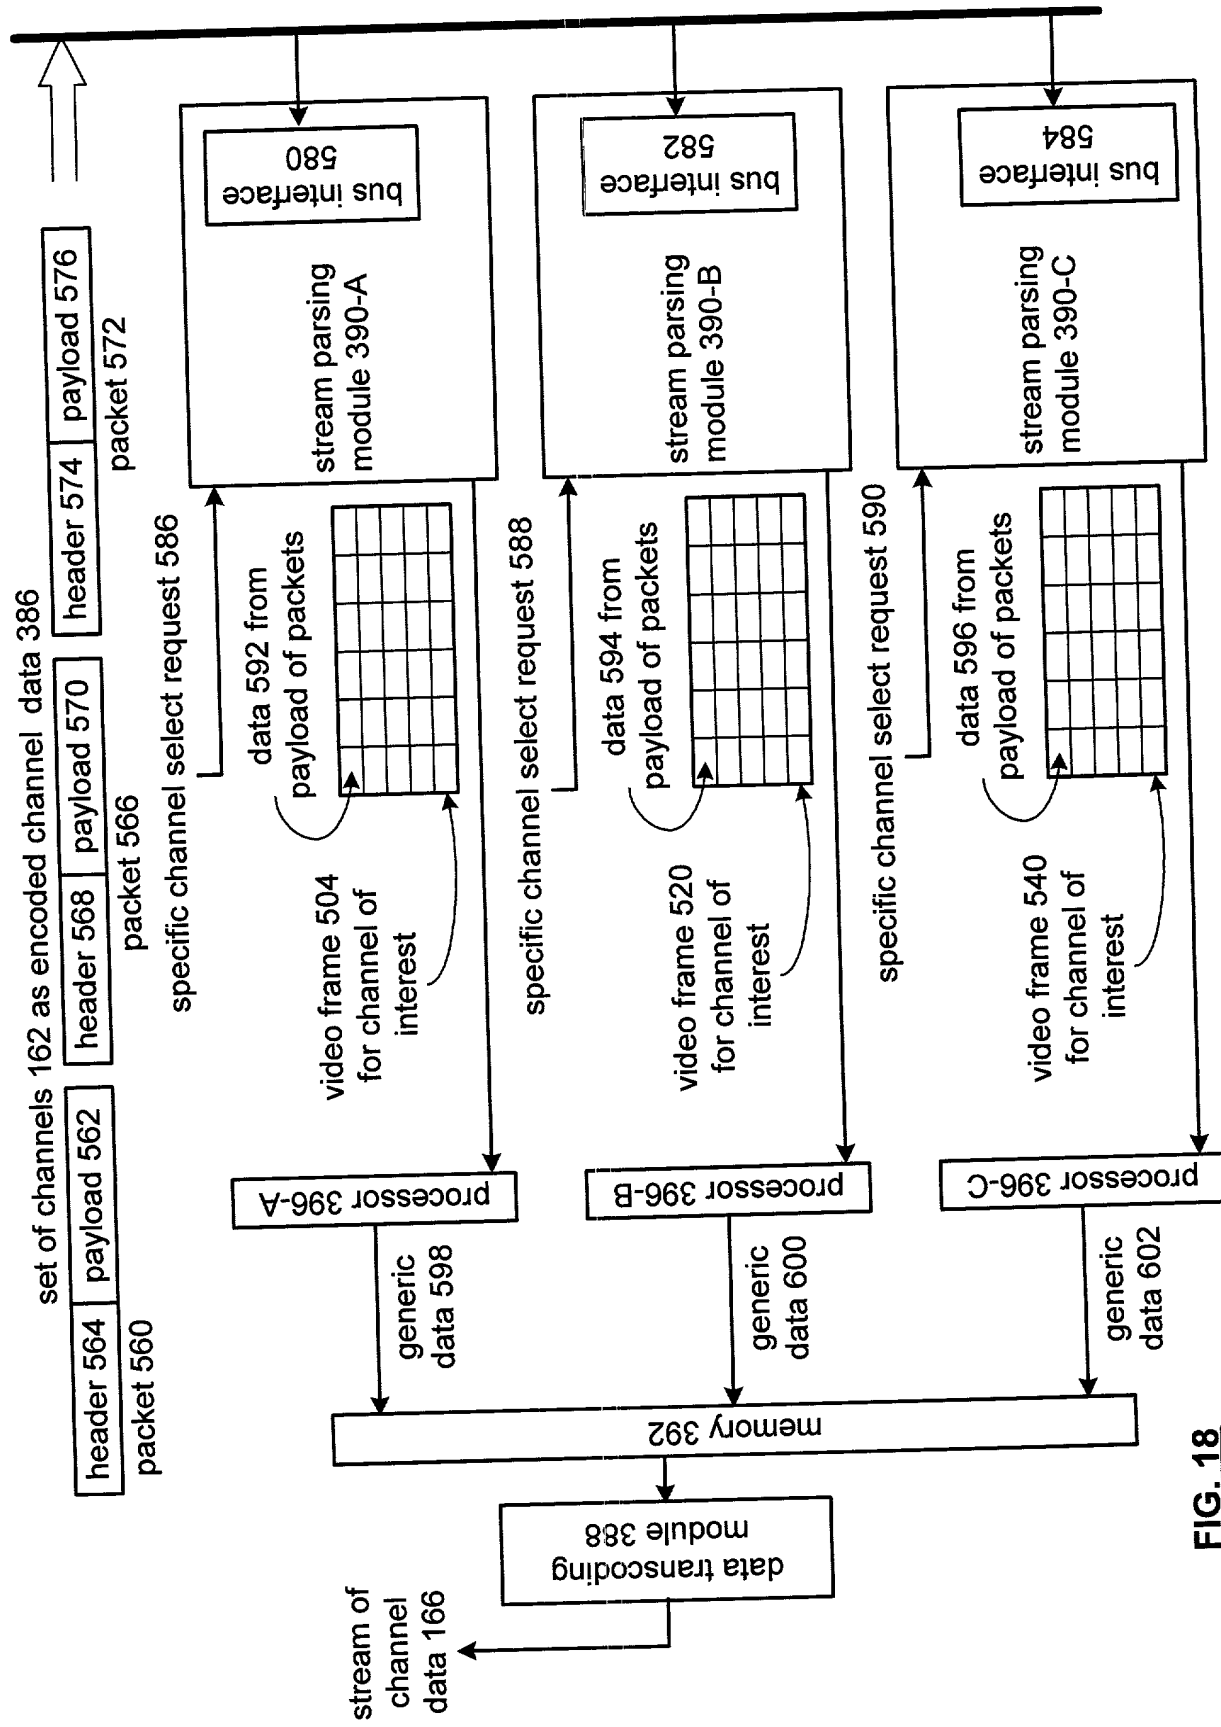 set of channels 162 as encoded channel data 386
header 564
payload 562
packet 560
header 568
payload 570
packet 566
header 574
payload 576
packet 572
specific channel select request 586
bus interface
580
stream parsing
module 390-A
data 592 from
payload of packets
video frame 504
for channel of
interest
processor 396-A
generic
data 598
specific channel select request 588
bus interface
582
stream parsing
module 390-B
data 594 from
payload of packets
video frame 520
for channel of
interest
processor 396-B
generic
data 600
specific channel select request 590
bus interface
584
stream parsing
module 390-C
data 596 from
payload of packets
video frame 540
for channel of
interest
processor 396-C
generic
data 602
memory 392
data transcoding
module 388
stream of
channel
data 166
FIG. 18